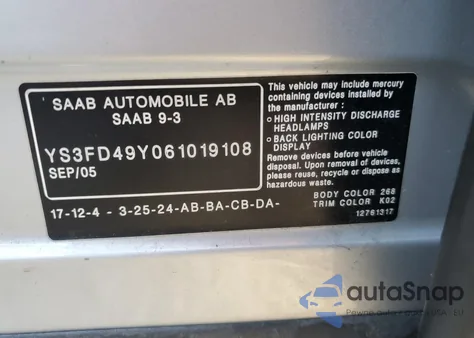 SAAB AUTOMOBILE AB
SAAB 9-3
YS3FD49Y061019108
SEP/05
17-12-4 - 3-25-24-AB-BA-CB-DA-
This vehicle may include mercury
containing devices installed by
the manufacturer :
o HIGH INTENSITY DISCHARGE
HEADLAMPS
o BACK LIGHTING COLOR
DISPLAY
Remove devices before vehicle
disposal. Upon removal of devices,
please reuse, recycle or dispose as
hazardous waste.
BODY COLOR 268
TRIM COLOR K02
12761317
autoSnap